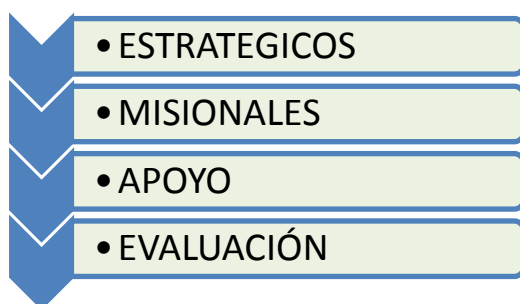 • ESTRATEGICOS
• MISIONALES
• APOYO
• EVALUACIÓN